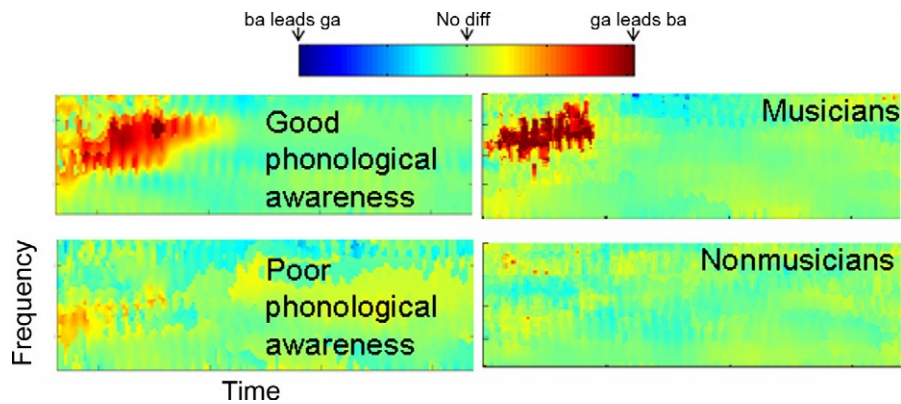 ba leads ga
No diff
ga leads ba
Good
phonological
awareness
Musicians
Poor
phonological
awareness
Nonmusicians
Frequency
Time